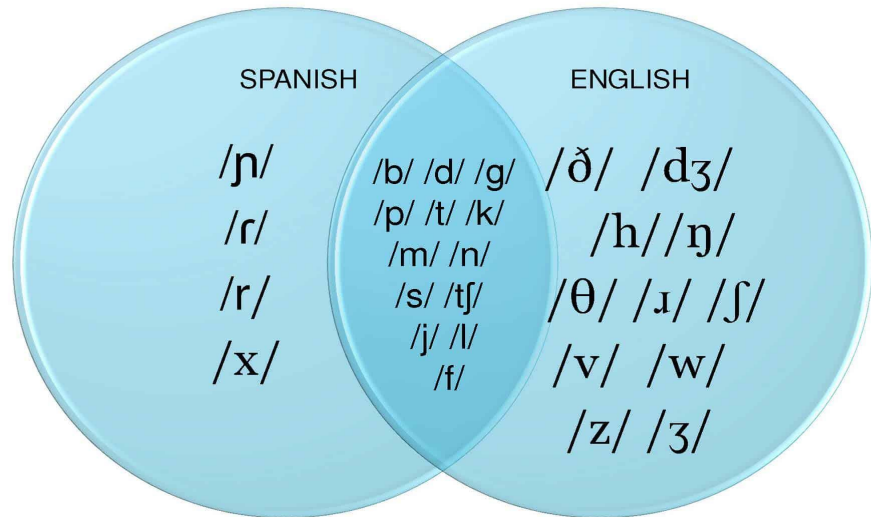 SPANISH
ENGLISH
/ɲ/
/ɾ/
/r/
/x/
/b/ /d/ /g/
/p/ /t/ /k/
/m/ /n/
/s/ /tʃ/
/j/ /l/
/f/
/ð/ /dʒ/
/h/ /ŋ/
/θ/ /ɹ/ /ʃ/
/v/ /w/
/z/ /ʒ/